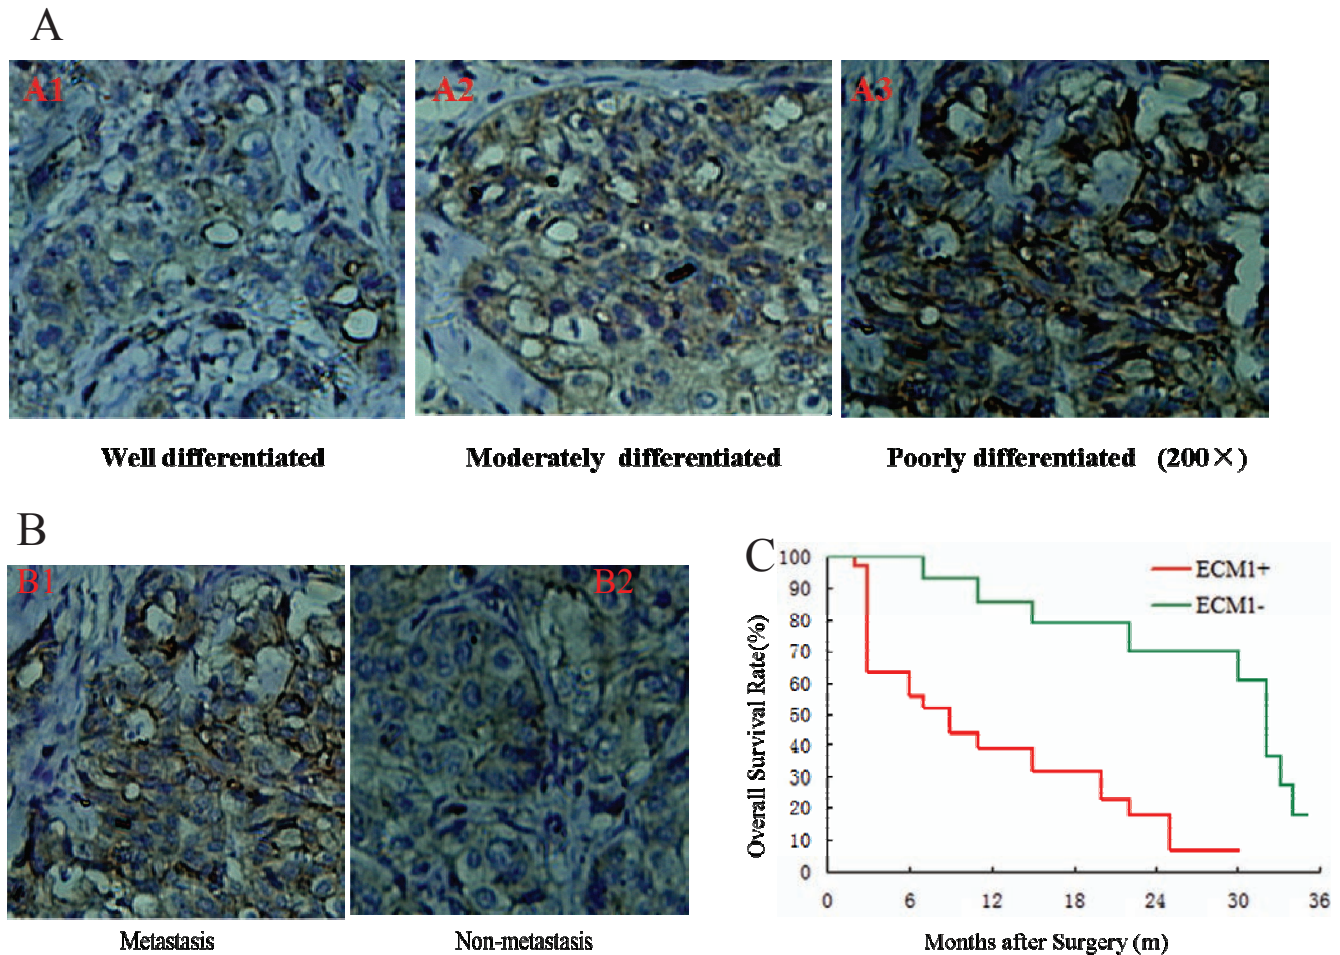 A
A1
A2
A3
Well differentiated
Moderately differentiated
Poorly differentiated (200×)
B
B1
B2
Metastasis
Non-metastasis
C
ECM1+
ECM1-
Overall Survival Rate(%)
100
90
80
70
60
50
40
30
20
10
0
0 6 12 18 24 30 36
Months after Surgery (m)